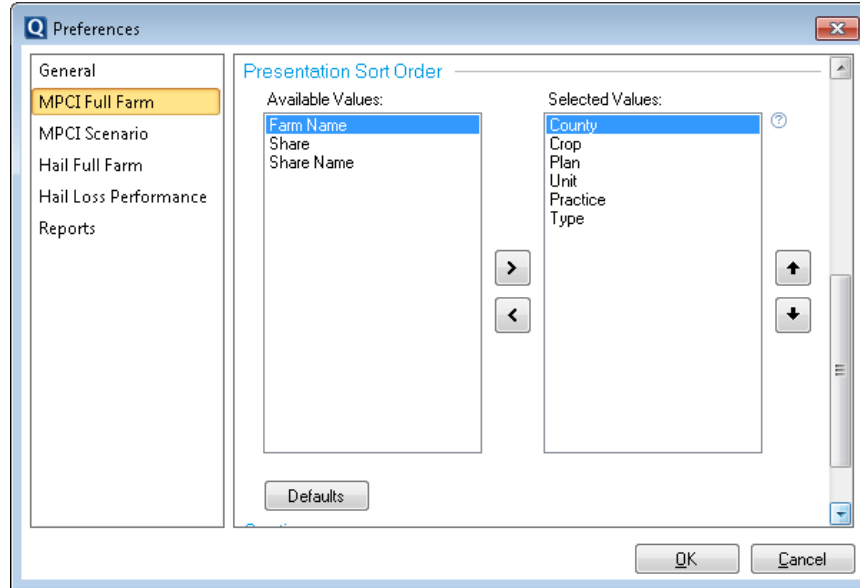 Q Preferences
General
MPCI Full Farm
MPCI Scenario
Hail Full Farm
Hail Loss Performance
Reports
Presentation Sort Order
Available Values:
Farm Name
Share
Share Name
Selected Values:
County
Crop
Plan
Unit
Practice
Type
?
>
<
Defaults
OK
Cancel